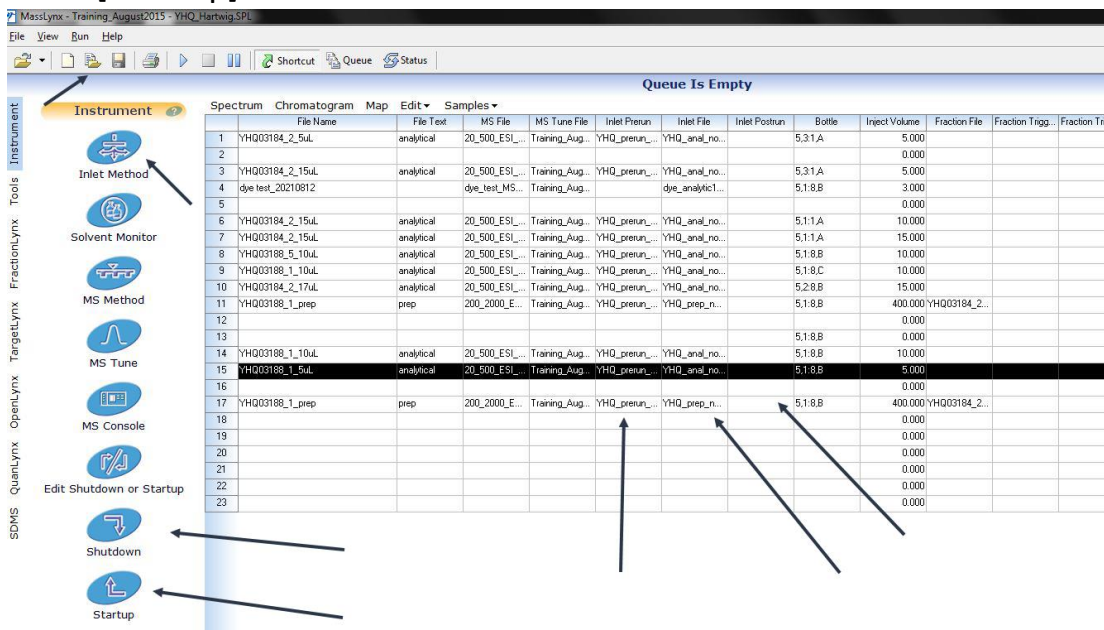 MassLynx - Training_August2015 - YHQ_Hartwig.SPL
File View Run Help
Shortcut Queue Status
Queue Is Empty
Instrument
Tools
FractionLynx
TargetLynx
OpenLynx
QuanLynx
SDMS
Instrument
Inlet Method
Solvent Monitor
MS Method
MS Tune
MS Console
Edit Shutdown or Startup
Shutdown
Startup
Spectrum Chromatogram Map Edit Samples
File Name File Text MS File MS Tune File Inlet Prerun Inlet File Inlet Postrun Bottle Inject Volume Fraction File Fraction Trigg... Fraction Tri
1 YHQ03184_2_5uL analytical 20_500_ESI_... Training_Aug... YHQ_prerun_... YHQ_anal_no... 5,3:1,A 5.000
2 0.000
3 YHQ03184_2_15uL analytical 20_500_ESI_... Training_Aug... YHQ_prerun_... YHQ_anal_no... 5,3:1,A 5.000
4 dye test_20210812 dye_test_MS... Training_Aug... dye_analytic1... 5,1:8,B 3.000
5 0.000
6 YHQ03184_2_15uL analytical 20_500_ESI_... Training_Aug... YHQ_prerun_... YHQ_anal_no... 5,1:1,A 10.000
7 YHQ03184_2_15uL analytical 20_500_ESI_... Training_Aug... YHQ_prerun_... YHQ_anal_no... 5,1:1,A 15.000
8 YHQ03188_5_10uL analytical 20_500_ESI_... Training_Aug... YHQ_prerun_... YHQ_anal_no... 5,1:8,B 10.000
9 YHQ03188_1_10uL analytical 20_500_ESI_... Training_Aug... YHQ_prerun_... YHQ_anal_no... 5,1:8,C 10.000
10 YHQ03184_2_17uL analytical 20_500_ESI_... Training_Aug... YHQ_prerun_... YHQ_anal_no... 5,2:8,B 15.000
11 YHQ03188_1_prep prep 200_2000_E... Training_Aug... YHQ_prerun_... YHQ_prep_n... 5,1:8,B 400.000 YHQ03184_2...
12 0.000
13 5,1:8,B 0.000
14 YHQ03188_1_10uL analytical 20_500_ESI_... Training_Aug... YHQ_prerun_... YHQ_anal_no... 5,1:8,B 10.000
15 YHQ03188_1_5uL analytical 20_500_ESI_... Training_Aug... YHQ_prerun_... YHQ_anal_no... 5,1:8,B 5.000
16 0.000
17 YHQ03188_1_prep prep 200_2000_E... Training_Aug... YHQ_prerun_... YHQ_prep_n... 5,1:8,B 400.000 YHQ03184_2...
18 0.000
19 0.000
20 0.000
21 0.000
22 0.000
23 0.000